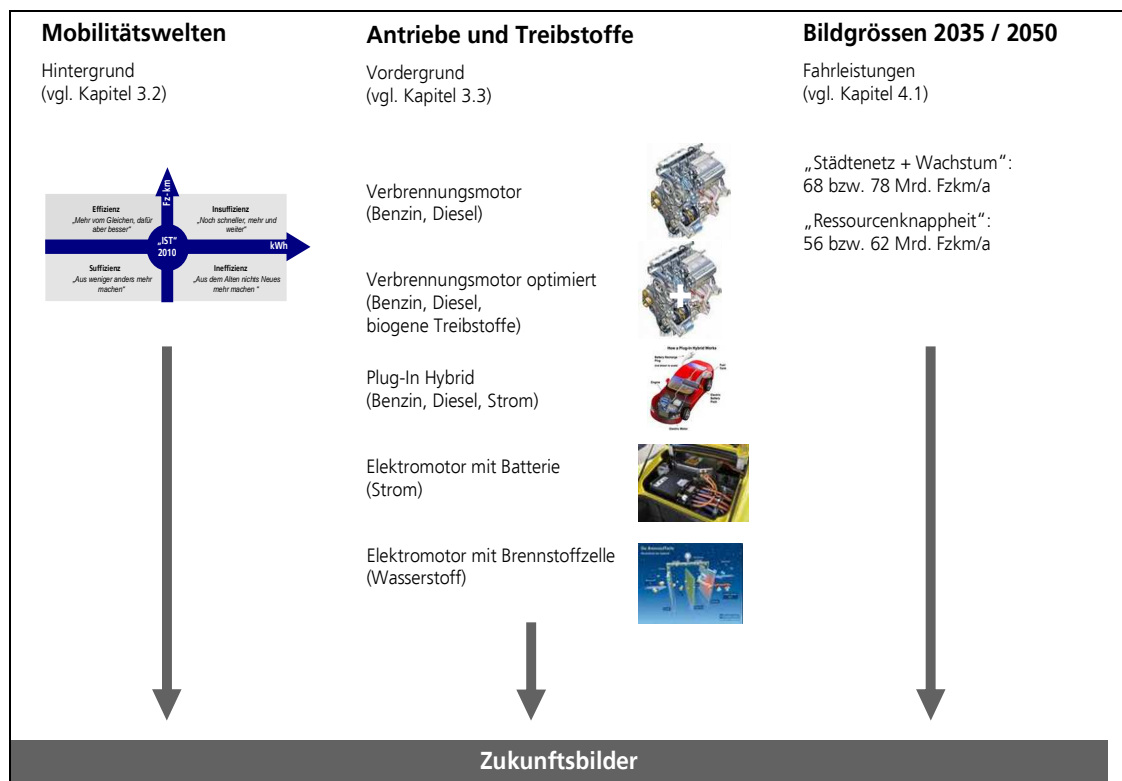 Mobilitätswelten
Hintergrund
(vgl. Kapitel 3.2)
Fz-km
Effizienz
„Mehr vom Gleichen, dafür
aber besser“
Insuffizienz
„Noch schneller, mehr und
weiter“
„IST“
2010
kWh
Suffizienz
„Aus weniger anders mehr
machen“
Ineffizienz
„Aus dem Alten nichts Neues
mehr machen “
Antriebe und Treibstoffe
Vordergrund
(vgl. Kapitel 3.3)
Verbrennungsmotor
(Benzin, Diesel)
Verbrennungsmotor optimiert
(Benzin, Diesel,
biogene Treibstoffe)
Plug-In Hybrid
(Benzin, Diesel, Strom)
How a Plug-in Hybrid Works
Engine
Electric Motor
Elektromotor mit Batterie
(Strom)
Elektromotor mit Brennstoffzelle
(Wasserstoff)
Die Brennstoffzelle
Bildgrössen 2035 / 2050
Fahrleistungen
(vgl. Kapitel 4.1)
„Städtenetz + Wachstum“:
68 bzw. 78 Mrd. Fzkm/a
„Ressourcenknappheit“:
56 bzw. 62 Mrd. Fzkm/a
Zukunftsbilder